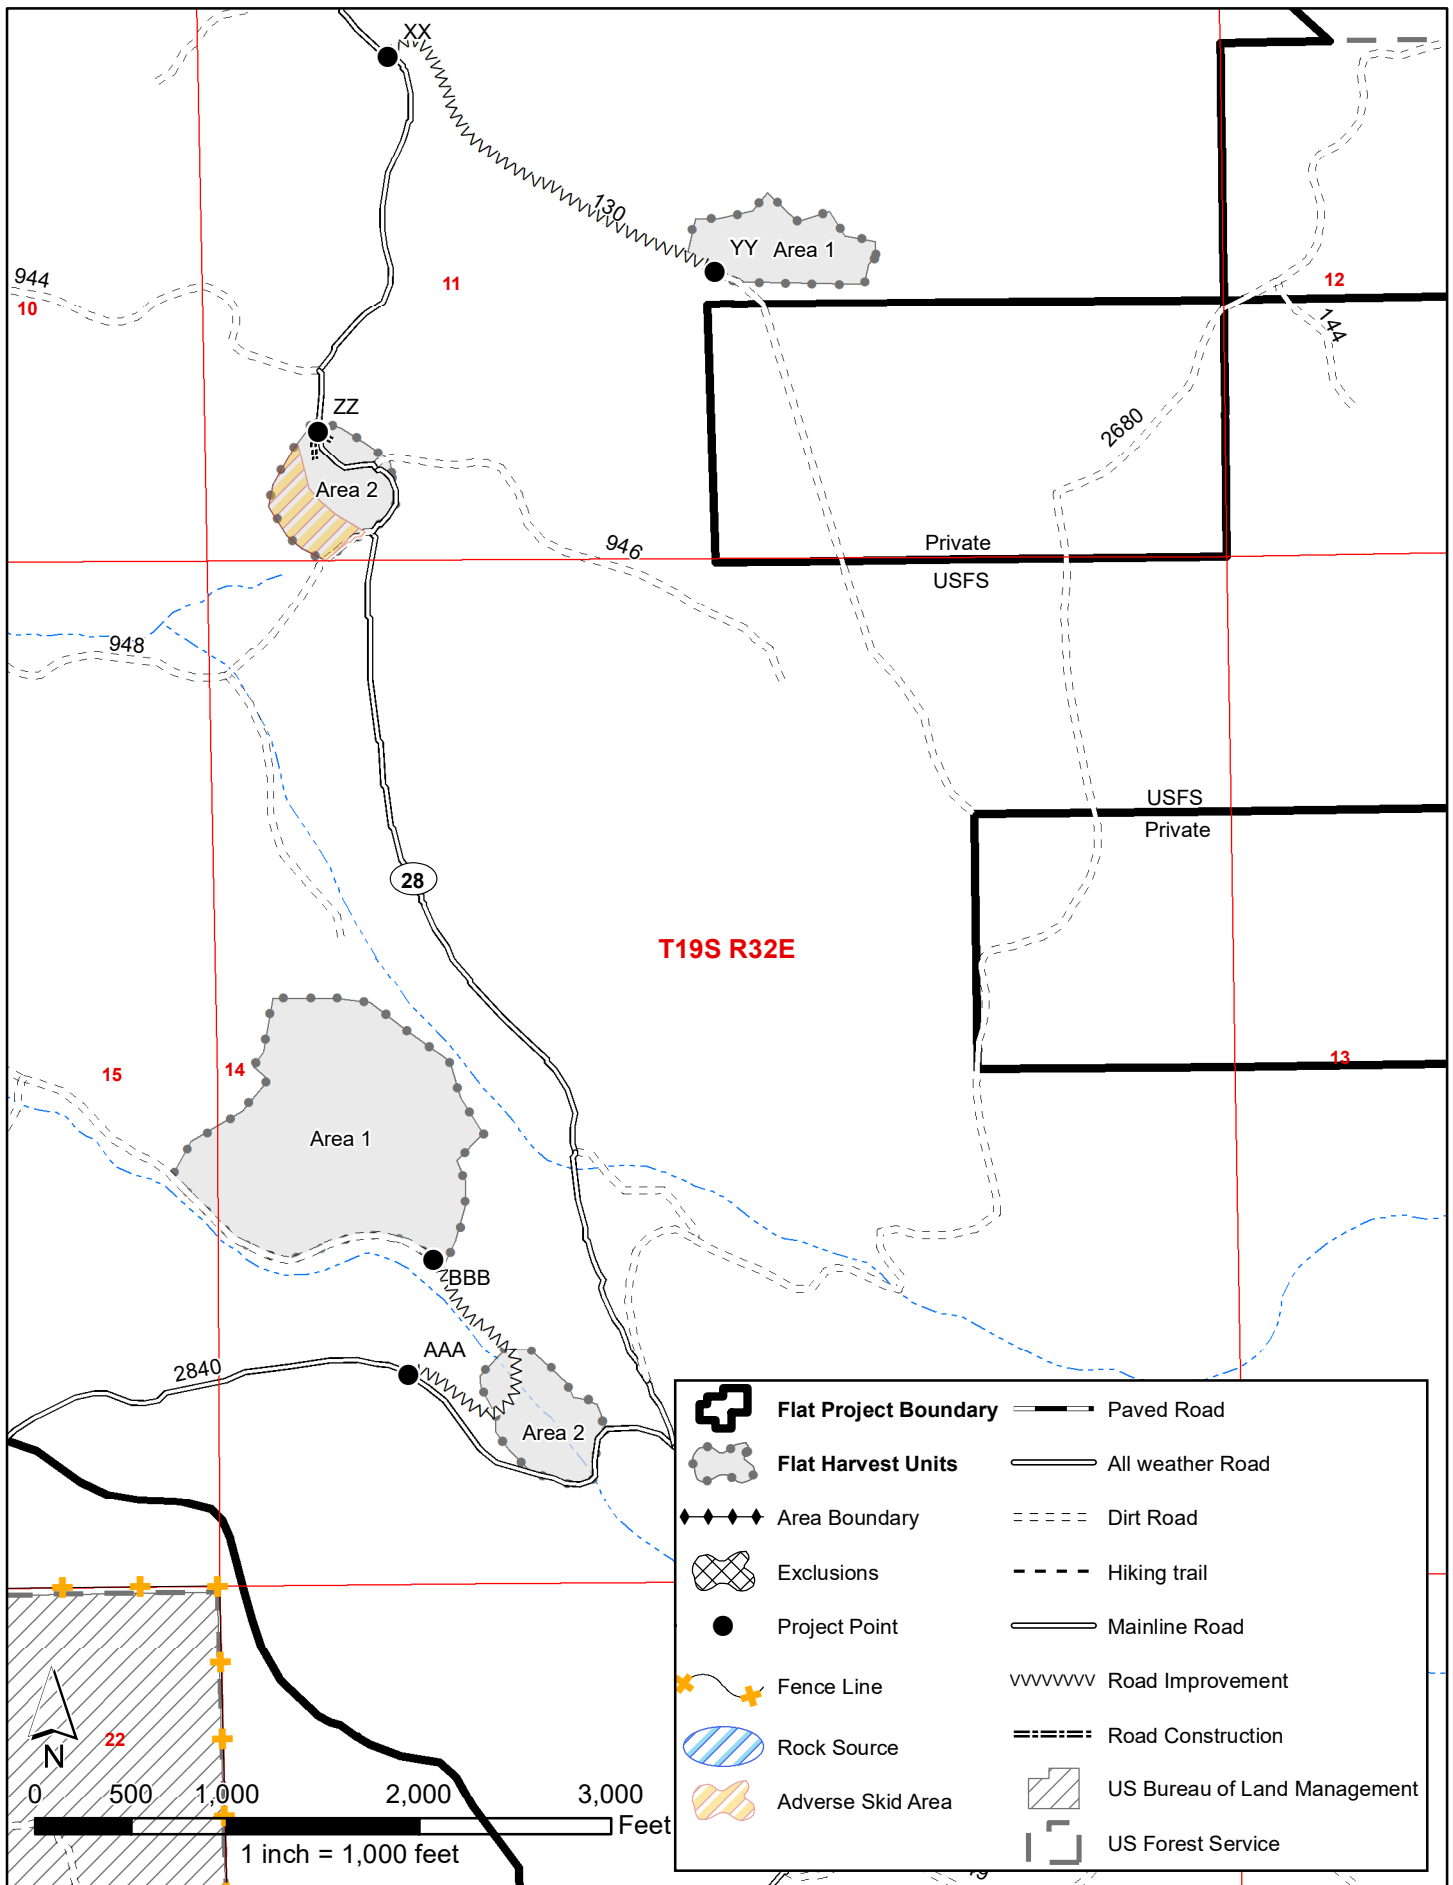 XX
130
YY Area 1
944
10
11
12
144
ZZ
2680
Area 2
946
Private
USFS
948
USFS
Private
28
T19S R32E
15
14
13
Area 1
BBB
AAA
2840
Area 2
22
N
0 500 1,000 2,000 3,000
Feet
1 inch = 1,000 feet
Flat Project Boundary
Flat Harvest Units
Area Boundary
Exclusions
Project Point
Fence Line
Rock Source
Adverse Skid Area
Paved Road
All weather Road
Dirt Road
Hiking trail
Mainline Road
Road Improvement
Road Construction
US Bureau of Land Management
US Forest Service